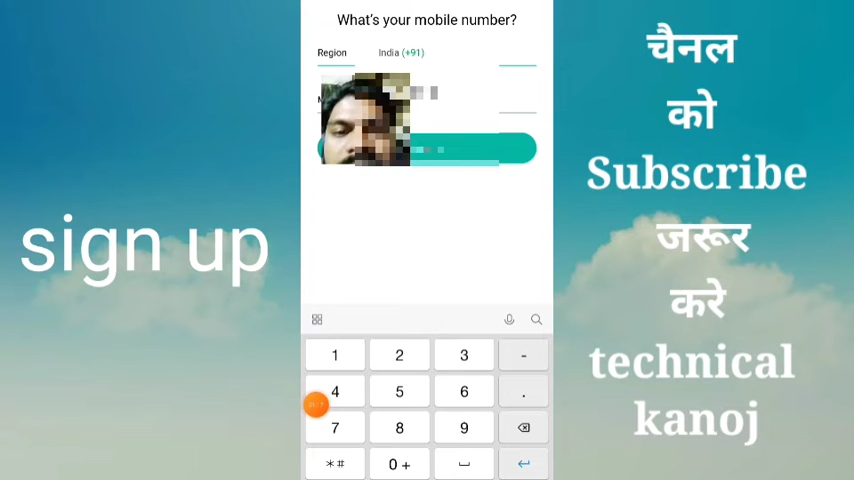 What's your mobile number?
Region India (+91)
sign up
चैनल
को
Subscribe
जरूर
करे
technical
kanoj
1 2 3 -
4 5 6 .
7 8 9
*# 0 +